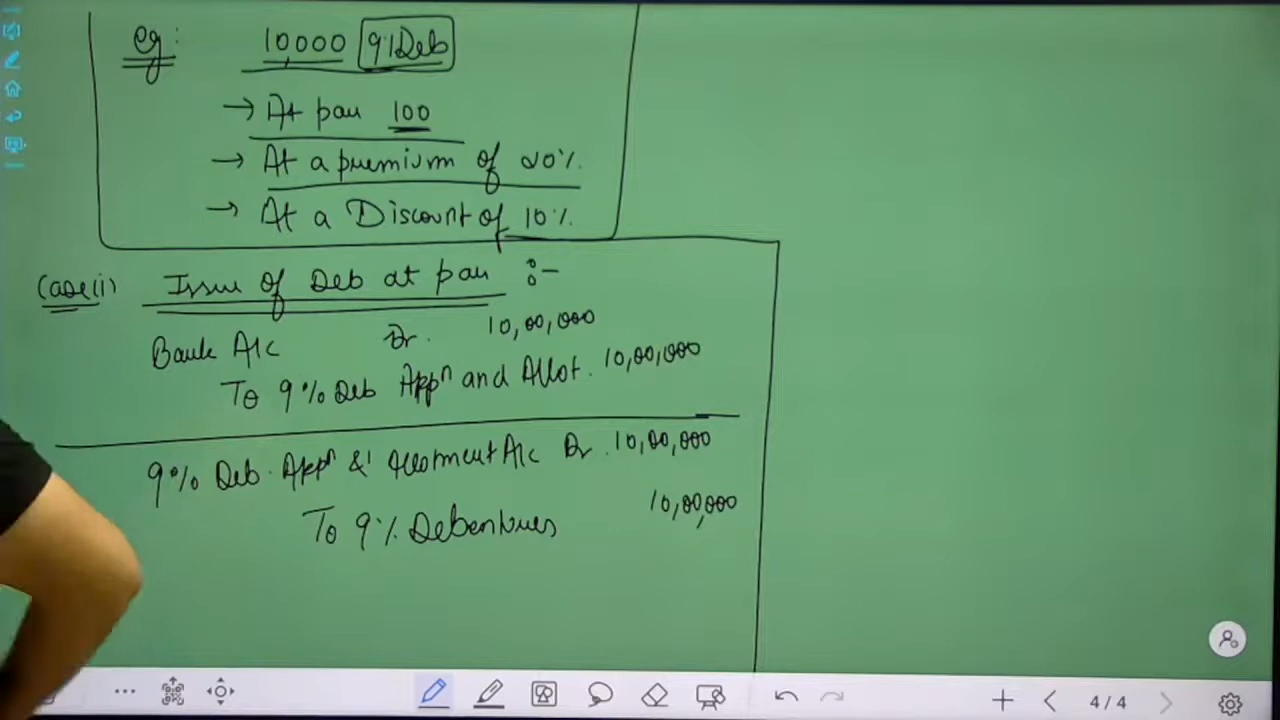 eg:
10000 9% Deb
→ At par 100
→ At a premium of 20%.
→ At a Discount of 10%.
Case(i) Issue of Deb at par :-
Bank A/c Dr. 10,00,000
To 9% Deb Appⁿ and Allot. 10,00,000
9% Deb. Appⁿ & Allotment A/c Dr. 10,00,000
To 9% Debentures 10,00,000
4/4